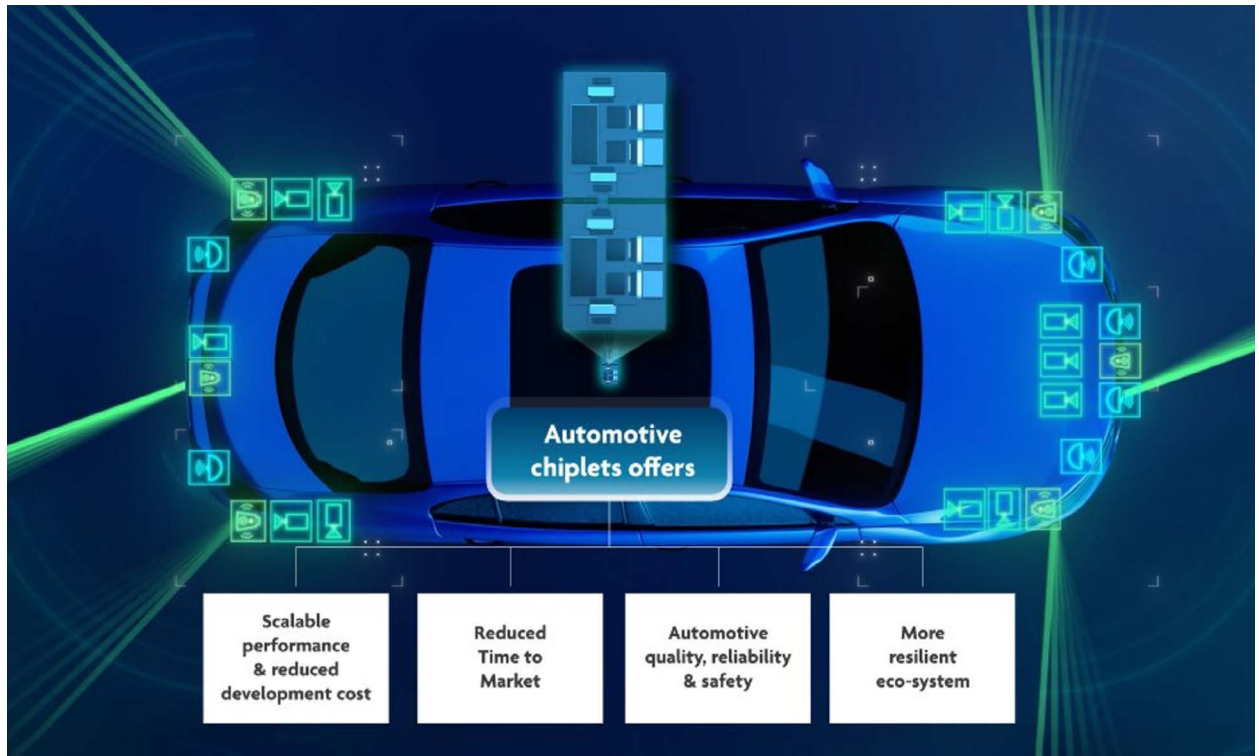 Automotive
chiplets offers
Scalable
performance
& reduced
development cost
Reduced
Time to
Market
Automotive
quality, reliability
& safety
More
resilient
eco-system